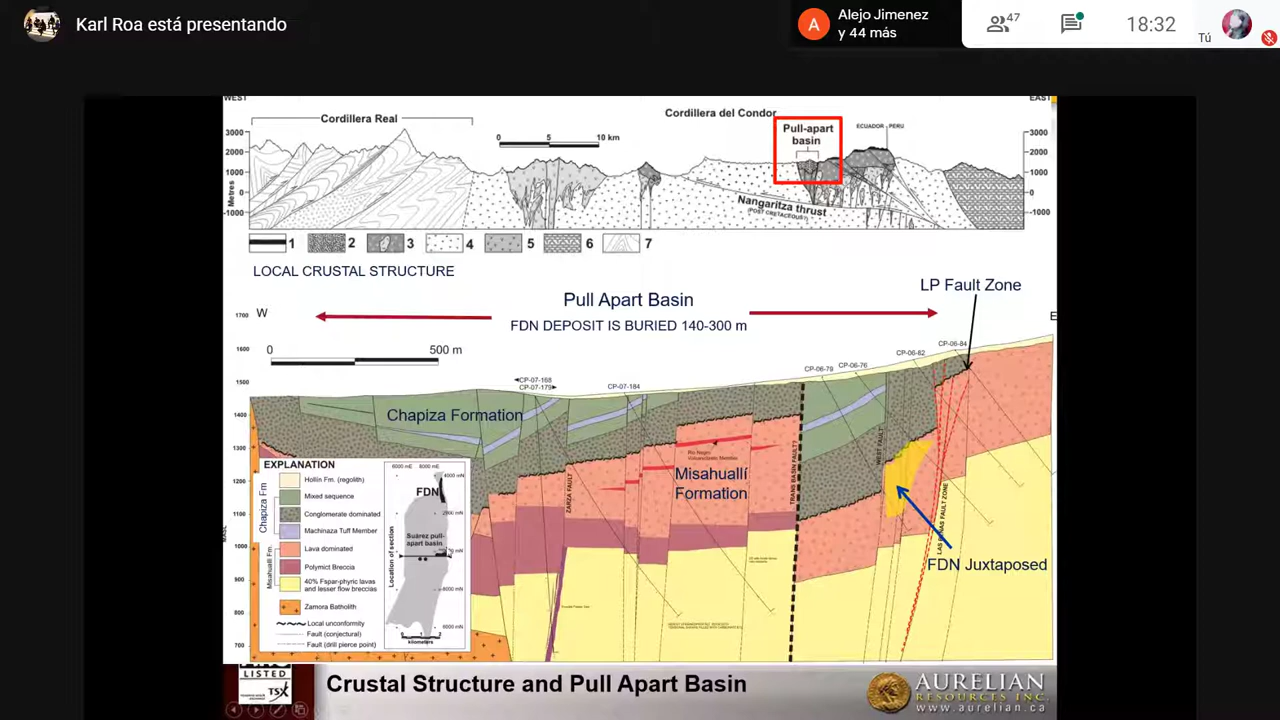 Karl Roa está presentando
Alejo Jimenez
y 44 más
47
18:32
Tú
A
WEST
EAST
Cordillera Real
Cordillera del Condor
Pull-apart
basin
ECUADOR - PERU
0 5 10 km
3000
2000
1000
0
-1000
Metres
3000
2000
1000
0
-1000
Nangaritza thrust
(POST CRETACEOUS?)
1 2 3 4 5 6 7
LOCAL CRUSTAL STRUCTURE
LP Fault Zone
Pull Apart Basin
W
E
FDN DEPOSIT IS BURIED 140-300 m
0 500 m
1700
1600
1500
1400
1300
1200
1100
1000
900
800
700
CP-07-168
CP-07-179
CP-07-184
CP-06-79
CP-06-76
CP-06-82
CP-06-84
Chapiza Formation
Misahuallí
Formation
ZARZA FAULT
TRANS BASIN FAULT?
WEST FAULT
LAS PEÑAS FAULT ZONE
FDN Juxtaposed
EXPLANATION
Hollín Fm. (regolith)
Chapiza Fm
Mixed sequence
Conglomerate dominated
Machinaza Tuff Member
Misahuallí Fm.
Lava dominated
Polymict Breccia
40% Fspar-phyric lavas
and lesser flow breccias
Zamora Batholith
Local unconformity
Fault (conjectural)
Fault (drill pierce point)
6000 mE 8000 mE
FDN
Suárez pull-
apart basin
Location of section
kilometers
LISTED
TSX
Crustal Structure and Pull Apart Basin
AURELIAN
RESOURCES INC.
www.aurelian.ca